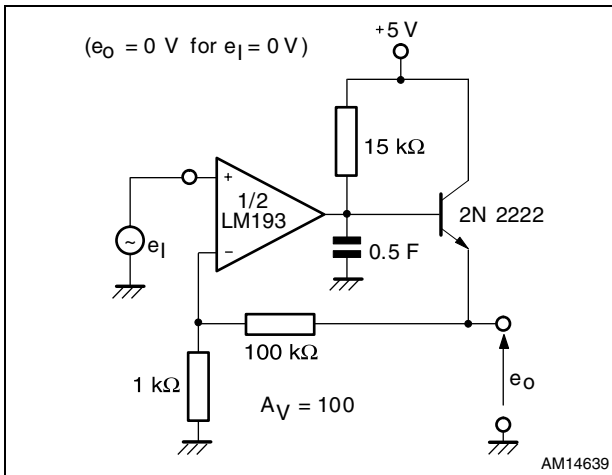 (eo = 0 V for eI = 0 V)
+5 V
15 kΩ
+
1/2
LM193
−
2N 2222
~
eI
0.5 F
100 kΩ
1 kΩ
AV = 100
eo
AM14639